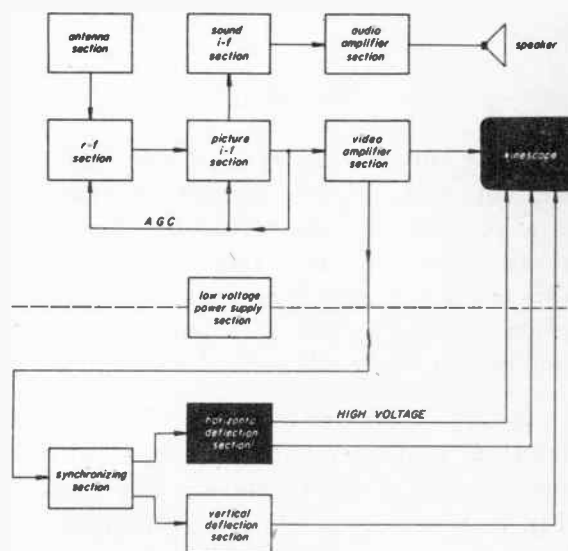 antenna
section
sound
i-f
section
audio
amplifier
section
speaker
r-f
section
picture
i-f
section
video
amplifier
section
kinescope
A G C
low voltage
power supply
section
horizontal
deflection
section
HIGH VOLTAGE
synchronizing
section
vertical
deflection
section